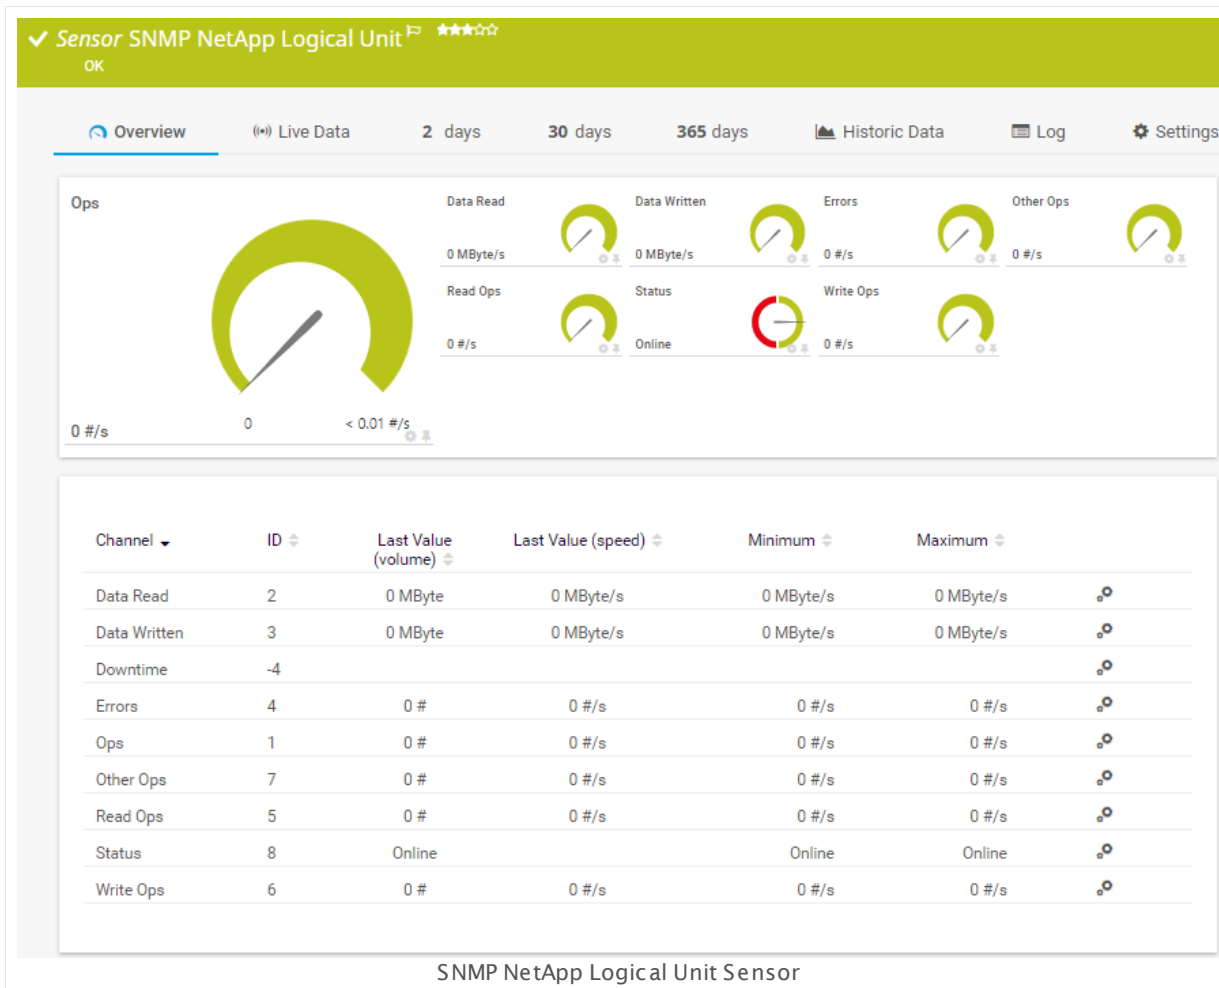 Sensor SNMP NetApp Logical Unit
OK
Overview
Live Data
2 days
30 days
365 days
Historic Data
Log
Settings
Ops
0 #/s
0
< 0.01 #/s
Data Read
0 MByte/s
Data Written
0 MByte/s
Errors
0 #/s
Other Ops
0 #/s
Read Ops
0 #/s
Status
Online
Write Ops
0 #/s
Channel ID Last Value (volume) Last Value (speed) Minimum Maximum
Data Read 2 0 MByte 0 MByte/s 0 MByte/s 0 MByte/s
Data Written 3 0 MByte 0 MByte/s 0 MByte/s 0 MByte/s
Downtime -4
Errors 4 0 # 0 #/s 0 #/s 0 #/s
Ops 1 0 # 0 #/s 0 #/s 0 #/s
Other Ops 7 0 # 0 #/s 0 #/s 0 #/s
Read Ops 5 0 # 0 #/s 0 #/s 0 #/s
Status 8 Online Online Online
Write Ops 6 0 # 0 #/s 0 #/s 0 #/s
SNMP NetApp Logical Unit Sensor